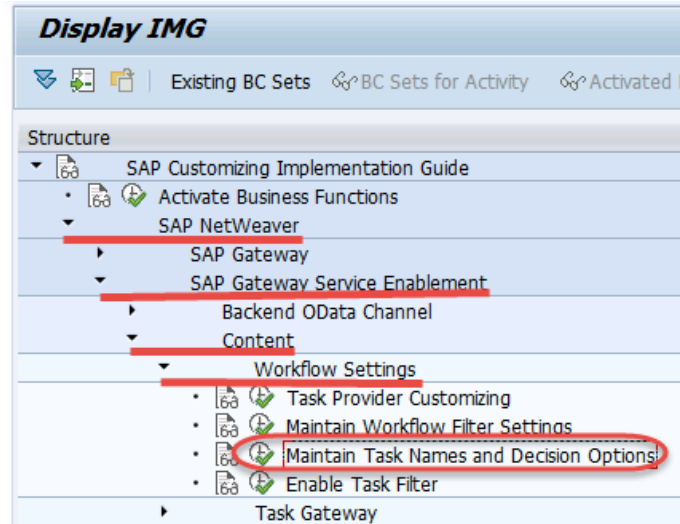 Display IMG
Existing BC Sets BC Sets for Activity Activated
Structure
SAP Customizing Implementation Guide
Activate Business Functions
SAP NetWeaver
SAP Gateway
SAP Gateway Service Enablement
Backend OData Channel
Content
Workflow Settings
Task Provider Customizing
Maintain Workflow Filter Settings
Maintain Task Names and Decision Options
Enable Task Filter
Task Gateway